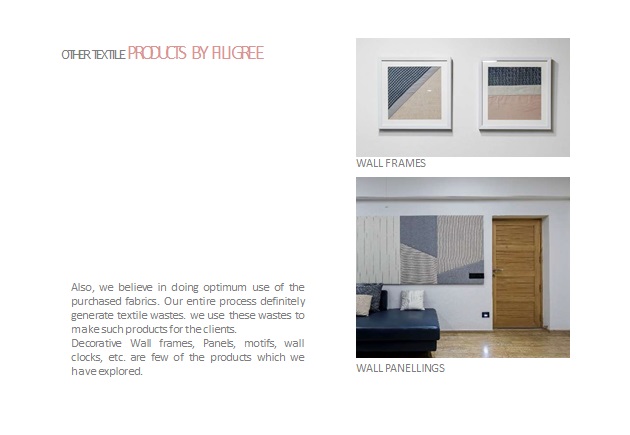 OTHER TEXTILE PRODUCTS BY FILIGREE
WALL FRAMES
Also, we believe in doing optimum use of the
purchased fabrics. Our entire process definitely
generate textile wastes. we use these wastes to
make such products for the clients.
Decorative Wall frames, Panels, motifs, wall
clocks, etc. are few of the products which we
have explored.
WALL PANELLINGS